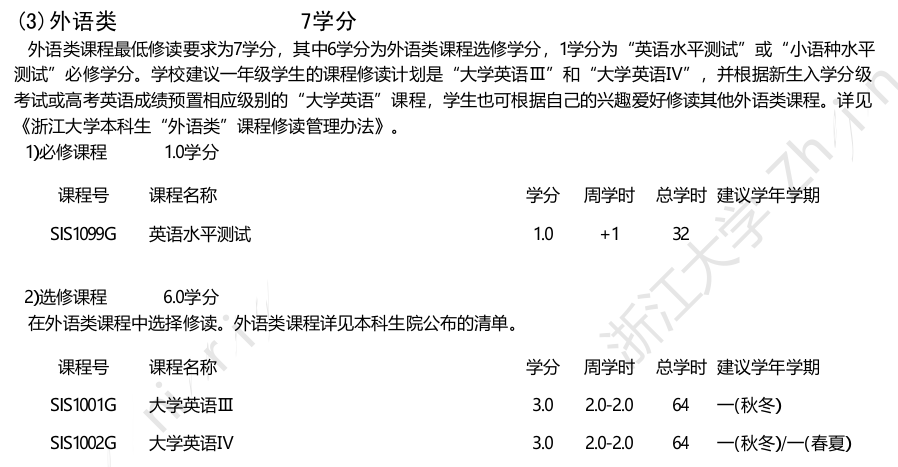 (3)外语类 7学分
外语类课程最低修读要求为7学分，其中6学分为外语类课程选修学分，1学分为“英语水平测试”或“小语种水平
测试”必修学分。学校建议一年级学生的课程修读计划是“大学英语Ⅲ”和“大学英语Ⅳ”，并根据新生入学分级
考试或高考英语成绩预置相应级别的“大学英语”课程，学生也可根据自己的兴趣爱好修读其他外语类课程。详见
《浙江大学本科生“外语类”课程修读管理办法》。
1)必修课程 1.0学分
课程号 课程名称 学分 周学时 总学时 建议学年学期
SIS1099G 英语水平测试 1.0 +1 32
2)选修课程 6.0学分
在外语类课程中选择修读。外语类课程详见本科生院公布的清单。
课程号 课程名称 学分 周学时 总学时 建议学年学期
SIS1001G 大学英语Ⅲ 3.0 2.0-2.0 64 一(秋冬)
SIS1002G 大学英语Ⅳ 3.0 2.0-2.0 64 一(秋冬)/一(春夏)
浙江大学